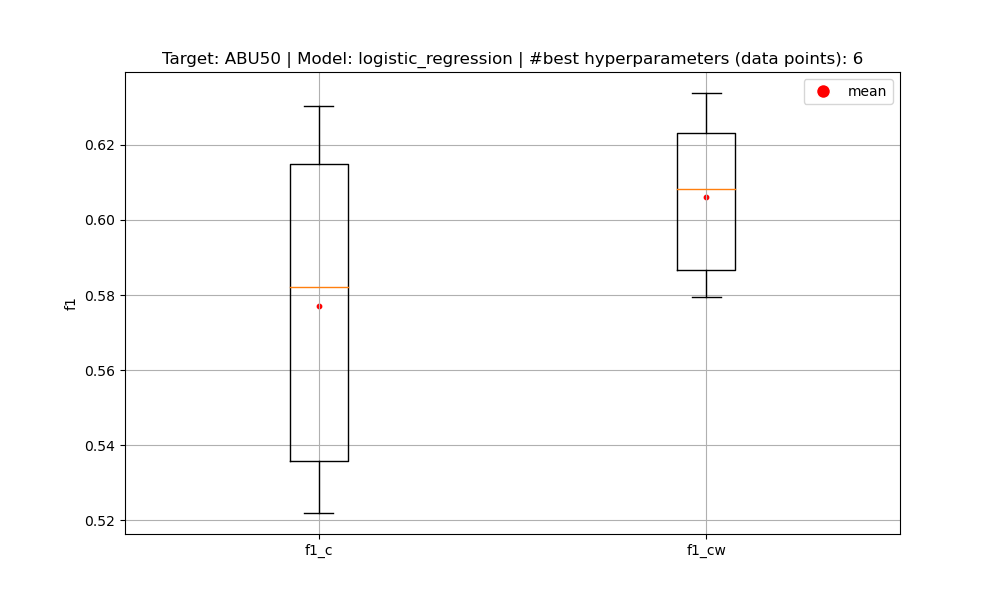 Target: ABU50 | Model: logistic_regression | #best hyperparameters (data points): 6
mean
0.62
0.60
0.58
0.56
0.54
0.52
f1
f1_c
f1_cw